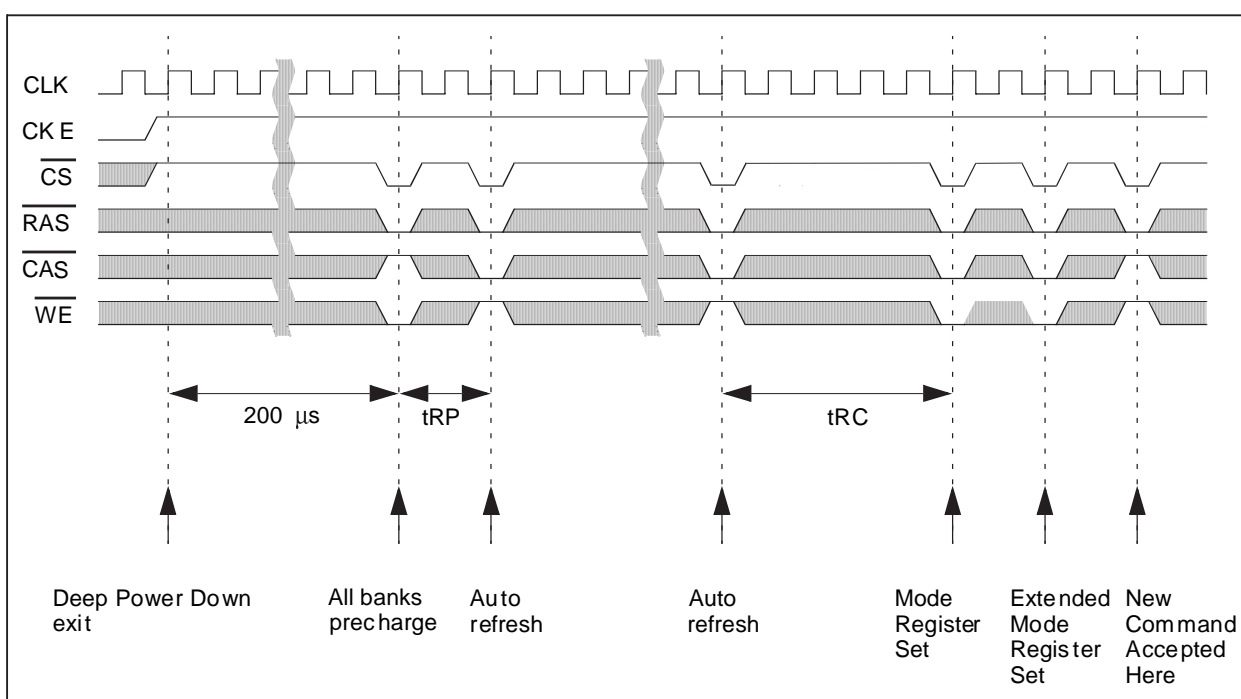 CLK
CKE
CS
RAS
CAS
WE
200 μs
tRP
tRC
Deep Power Down
exit
All banks
precharge
Auto
refresh
Auto
refresh
Mode
Register
Set
Extended
Mode
Register
Set
New
Command
Accepted
Here